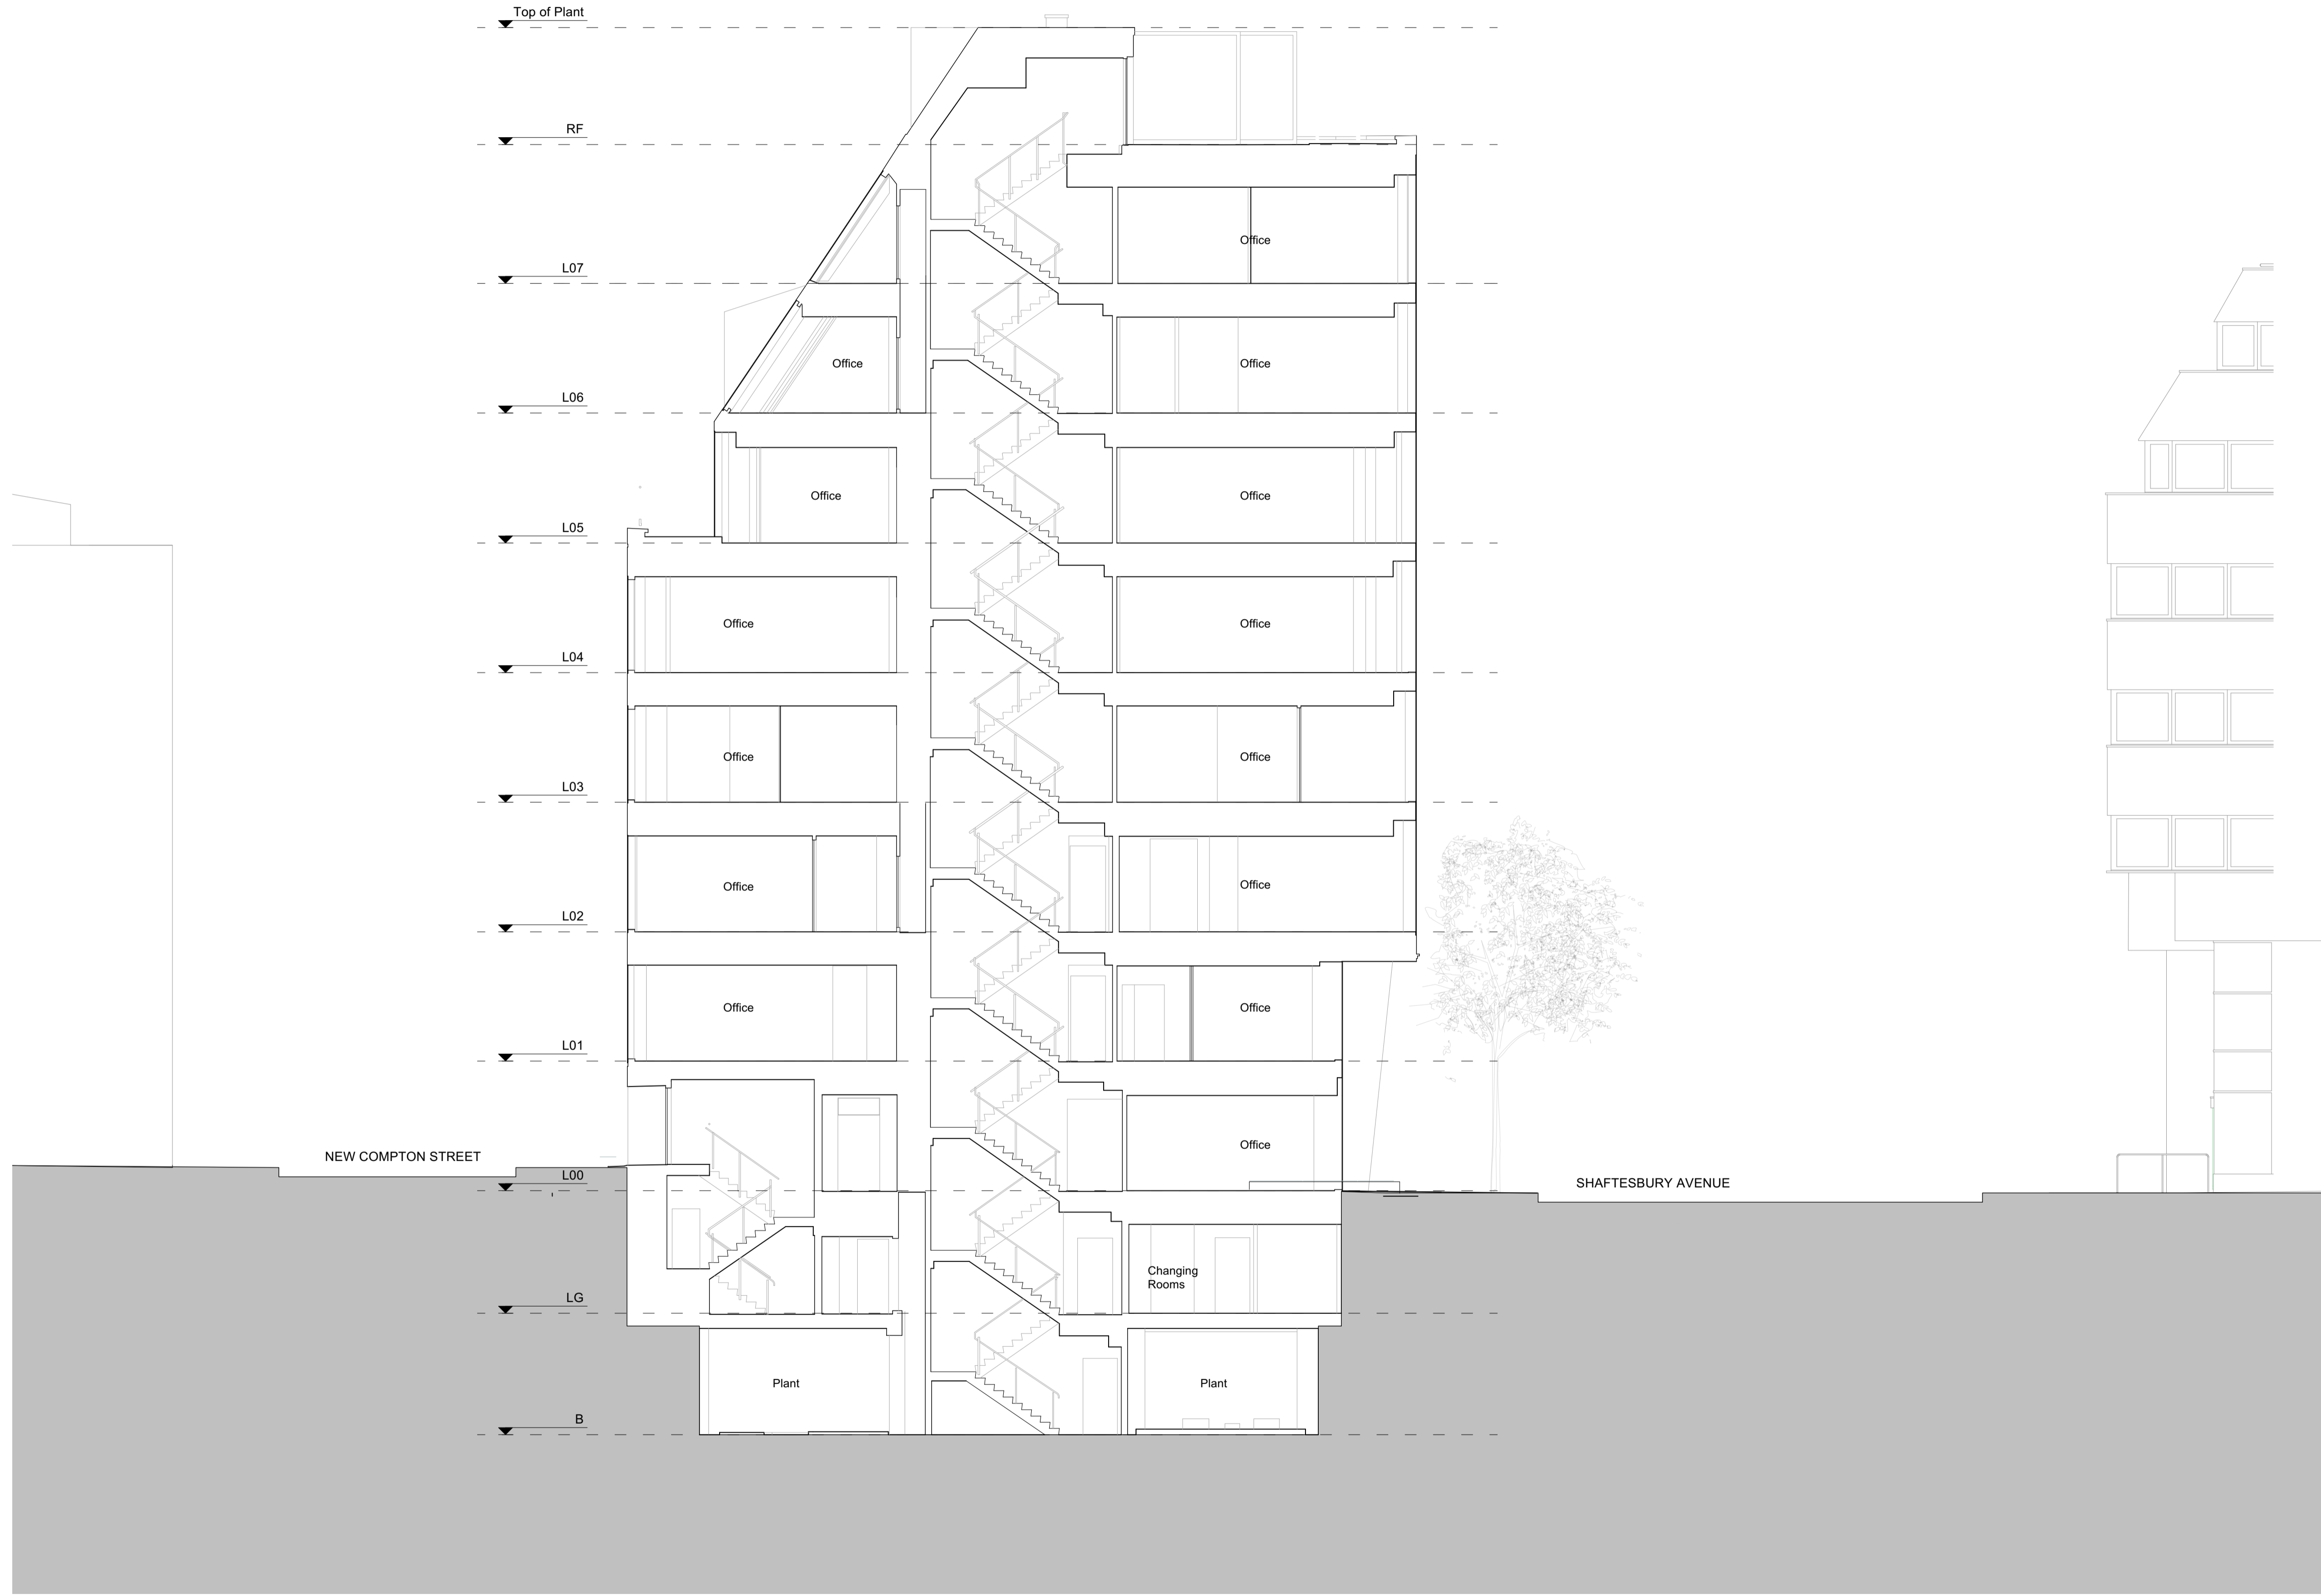 Top of Plant
RF
Office
L07
Office
Office
L06
Office
Office
L05
Office
Office
L04
Office
Office
L03
Office
Office
L02
Office
Office
L01
Office
NEW COMPTON STREET
L00
SHAFTESBURY AVENUE
Changing
Rooms
LG
Plant
Plant
B